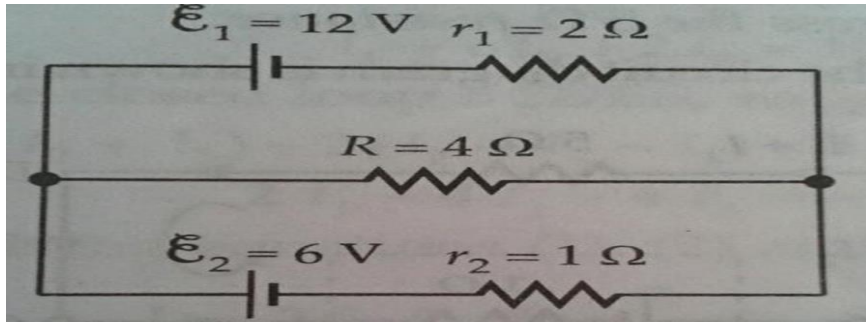 ℰ₁ = 12 V r₁ = 2 Ω
R = 4 Ω
ℰ₂ = 6 V r₂ = 1 Ω